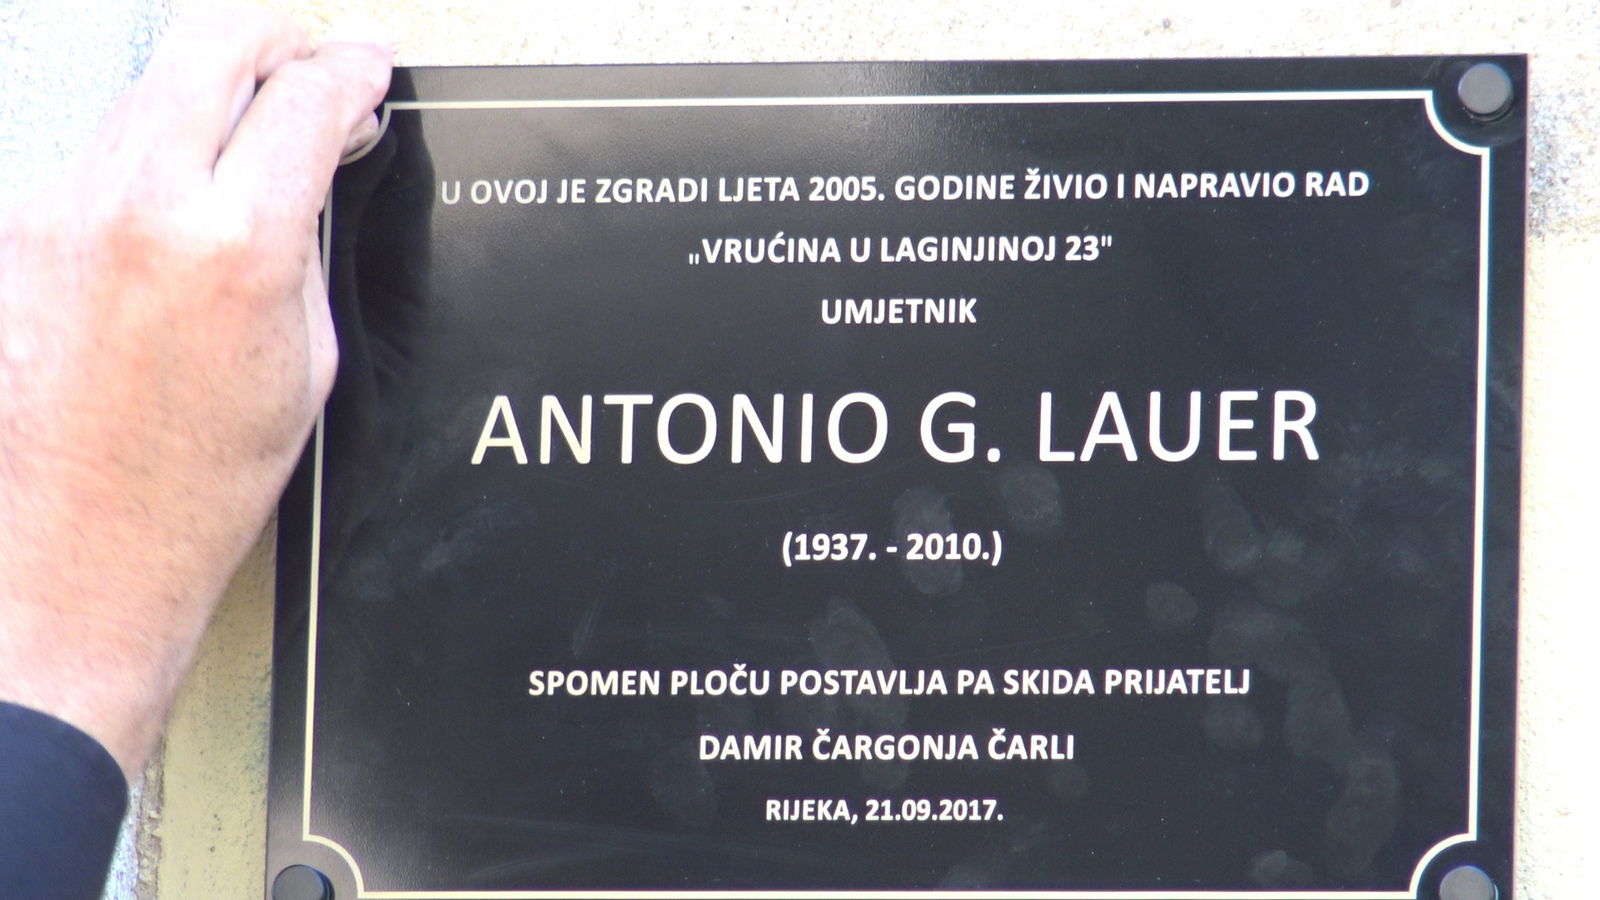 U OVOJ JE ZGRADI LJETA 2005. GODINE ŽIVIO I NAPRAVIO RAD
„VRUĆINA U LAGINJINOJ 23"
UMJETNIK
ANTONIO G. LAUER
(1937. - 2010.)
SPOMEN PLOČU POSTAVLJA PA SKIDA PRIJATELJ
DAMIR ČARGONJA ČARLI
RIJEKA, 21.09.2017.